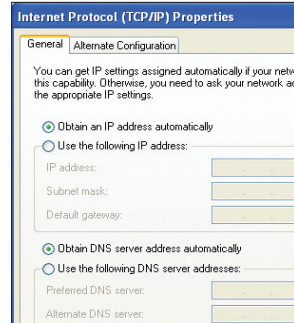 Internet Protocol (TCP/IP) Properties
General
Alternate Configuration
You can get IP settings assigned automatically if your
this capability. Otherwise, you need to ask your network
the appropriate IP settings.
Obtain an IP address automatically
Use the following IP address:
IP address:
Subnet mask:
Default gateway:
Obtain DNS server address automatically
Use the following DNS server addresses:
Preferred DNS server:
Alternate DNS server: